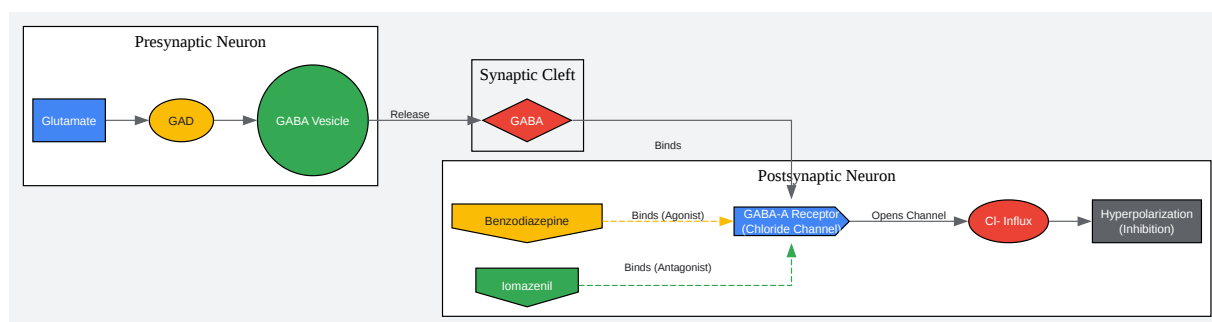 Presynaptic Neuron
Glutamate
GAD
GABA Vesicle
Release
Synaptic Cleft
GABA
Binds
Postsynaptic Neuron
Benzodiazepine
Binds (Agonist)
GABA-A Receptor
(Chloride Channel)
Opens Channel
Cl- Influx
Hyperpolarization
(Inhibition)
Iomazenil
Binds (Antagonist)